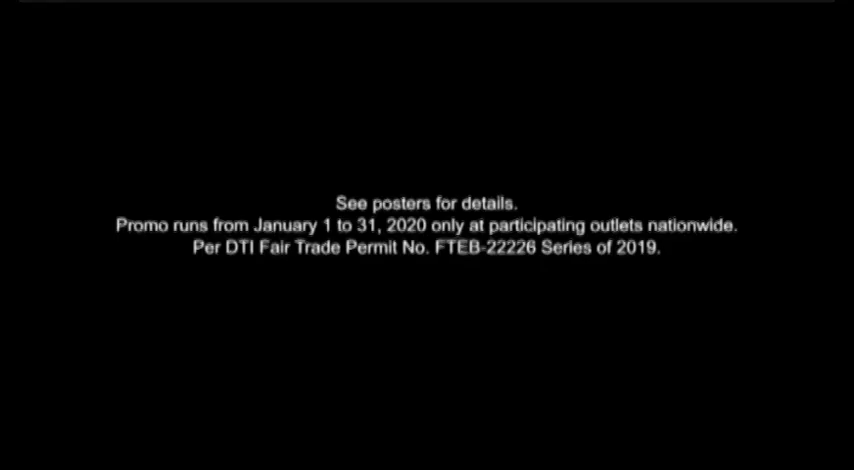 See posters for details.
Promo runs from January 1 to 31, 2020 only at participating outlets nationwide.
Per DTI Fair Trade Permit No. FTEB-22226 Series of 2019.